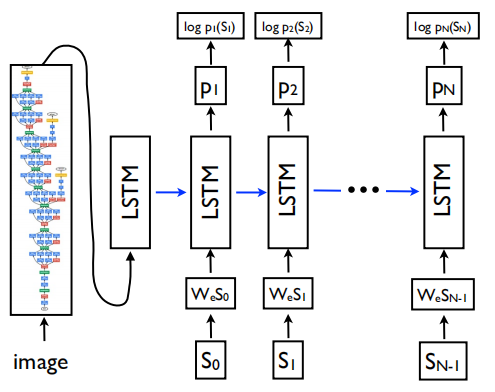 log p1(S1) log p2(S2) log pN(SN)
p1 p2 pN
LSTM LSTM LSTM LSTM
WeS0 WeS1 WeSN-1
image S0 S1 SN-1